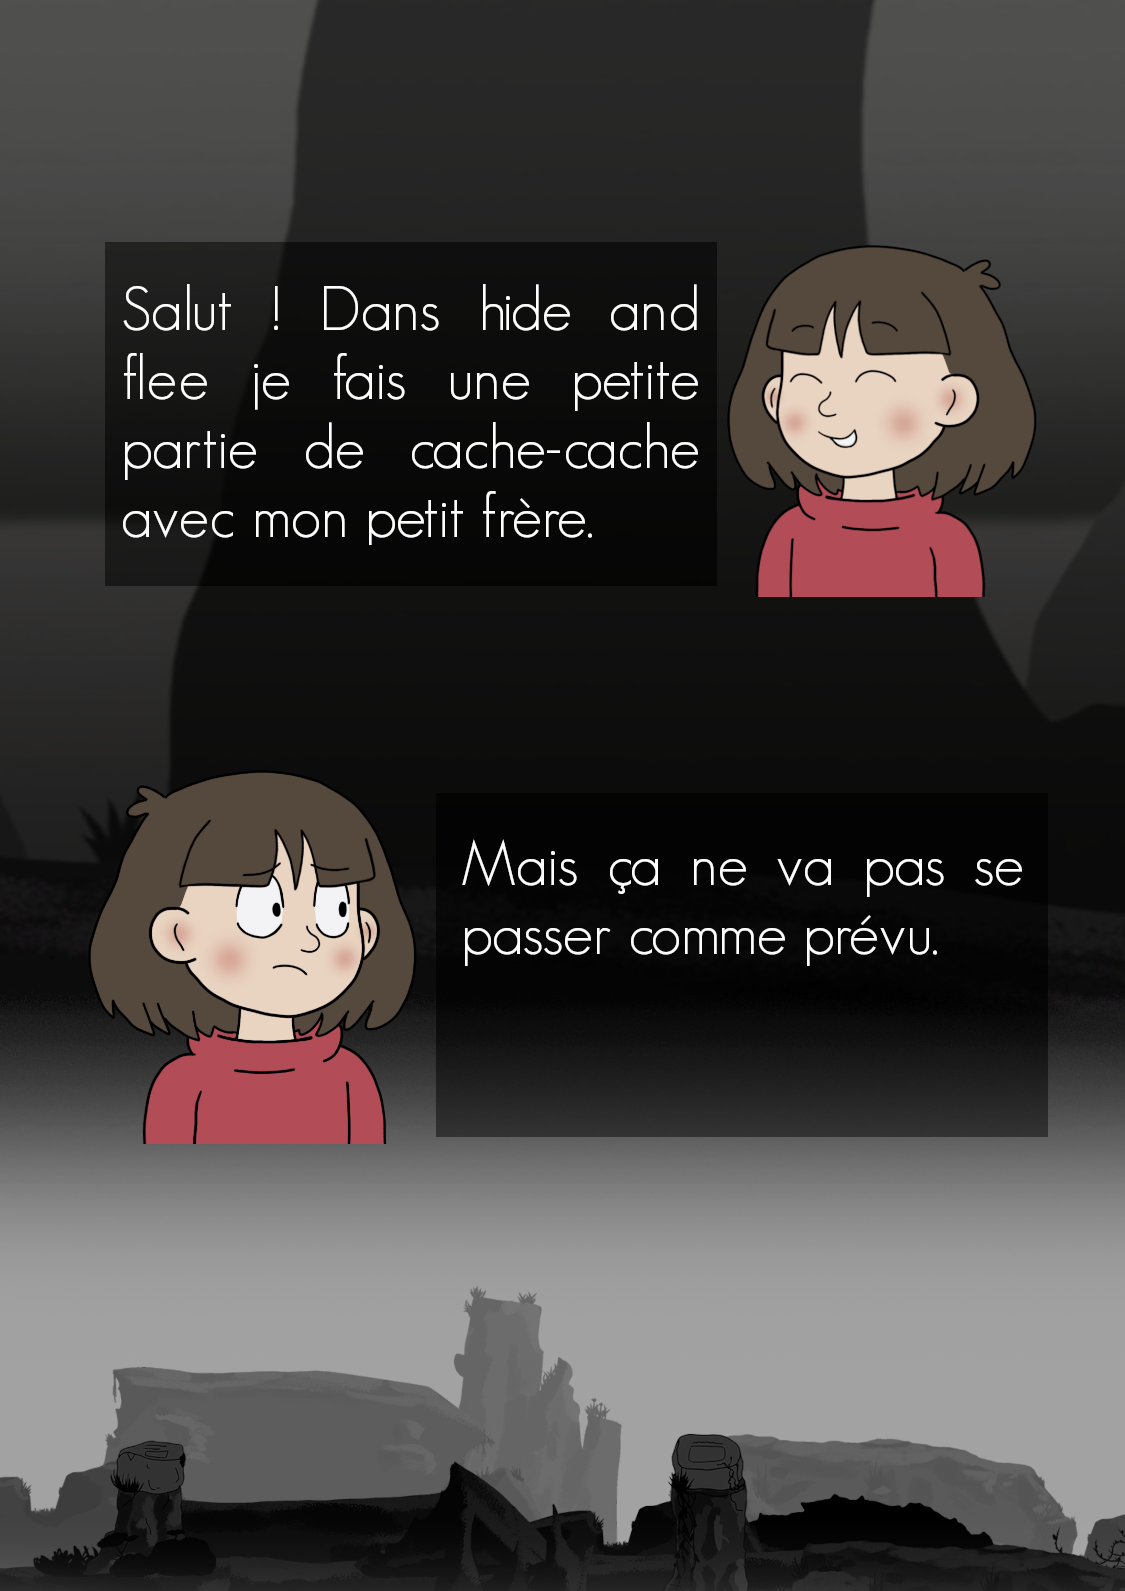 Salut ! Dans hide and
flee je fais une petite
partie de cache-cache
avec mon petit frère.
Mais ça ne va pas se
passer comme prévu.